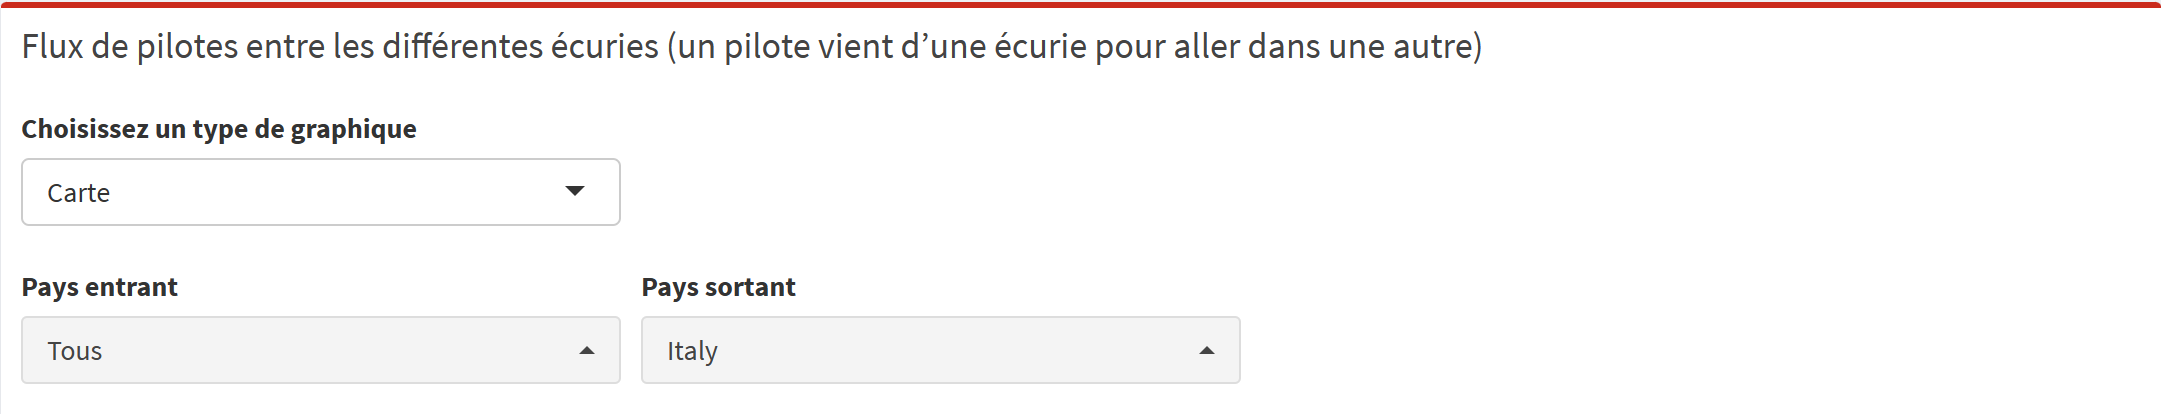 Flux de pilotes entre les différentes écuries (un pilote vient d’une écurie pour aller dans une autre)
Choisissez un type de graphique
Carte
Pays entrant
Pays sortant
Tous
Italy